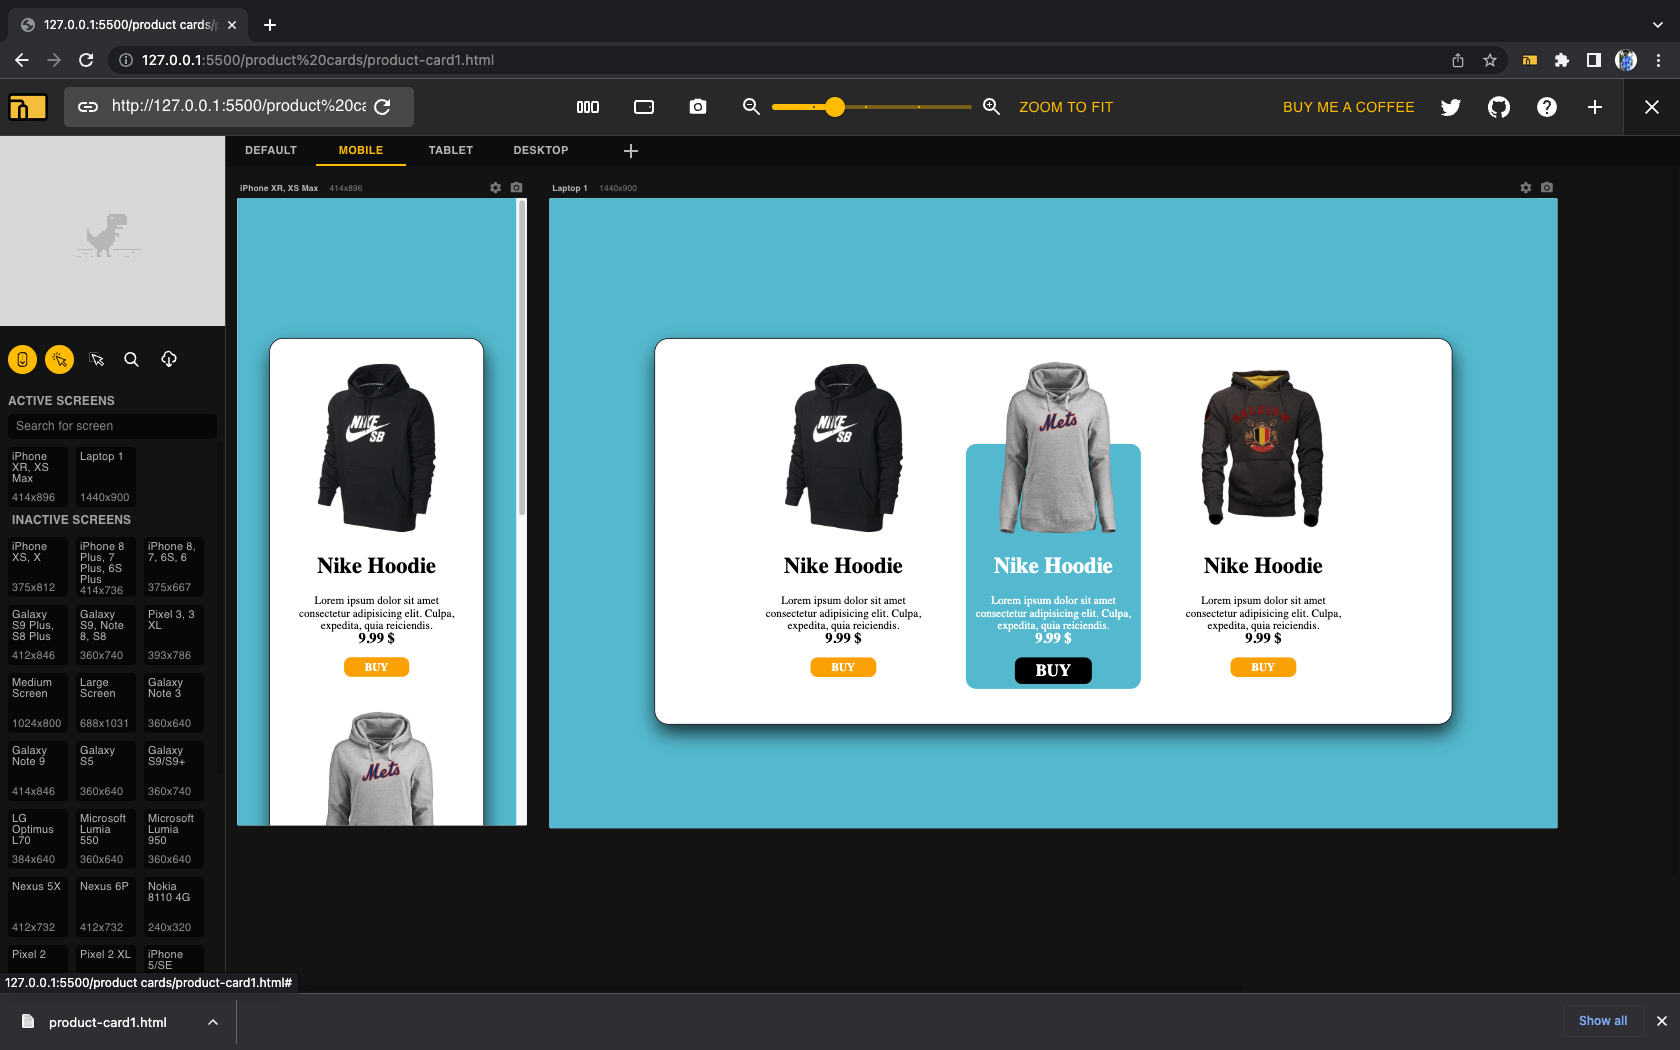 127.0.0.1:5500/product cards/p
127.0.0.1:5500/product%20cards/product-card1.html
http://127.0.0.1:5500/product%20ca
ZOOM TO FIT
BUY ME A COFFEE
DEFAULT
MOBILE
TABLET
DESKTOP
iPhone XR, XS Max 414x896
Laptop 1 1440x900
NIKE
SB
Nike Hoodie
Lorem ipsum dolor sit amet
consectetur adipisicing elit. Culpa,
expedita, quia reiciendis.
9.99 $
BUY
Mets
NIKE
SB
Nike Hoodie
Lorem ipsum dolor sit amet
consectetur adipisicing elit. Culpa,
expedita, quia reiciendis.
9.99 $
BUY
Mets
Nike Hoodie
Lorem ipsum dolor sit amet
consectetur adipisicing elit. Culpa,
expedita, quia reiciendis.
9.99 $
BUY
Nike Hoodie
Lorem ipsum dolor sit amet
consectetur adipisicing elit. Culpa,
expedita, quia reiciendis.
9.99 $
BUY
ACTIVE SCREENS
Search for screen
iPhone
XR, XS
Max
414x896
Laptop 1
1440x900
INACTIVE SCREENS
iPhone
XS, X
375x812
iPhone 8
Plus, 7
Plus, 6S
Plus
414x736
iPhone 8,
7, 6S, 6
375x667
Galaxy
S9 Plus,
S8 Plus
412x846
Galaxy
S9, Note
8, S8
360x740
Pixel 3, 3
XL
393x786
Medium
Screen
1024x800
Large
Screen
688x1031
Galaxy
Note 3
360x640
Galaxy
Note 9
414x846
Galaxy
S5
360x640
Galaxy
S9/S9+
360x740
LG
Optimus
L70
384x640
Microsoft
Lumia
550
360x640
Microsoft
Lumia
950
360x640
Nexus 5X
412x732
Nexus 6P
412x732
Nokia
8110 4G
240x320
Pixel 2
Pixel 2 XL
iPhone
5/SE
127.0.0.1:5500/product cards/product-card1.html#
product-card1.html
Show all